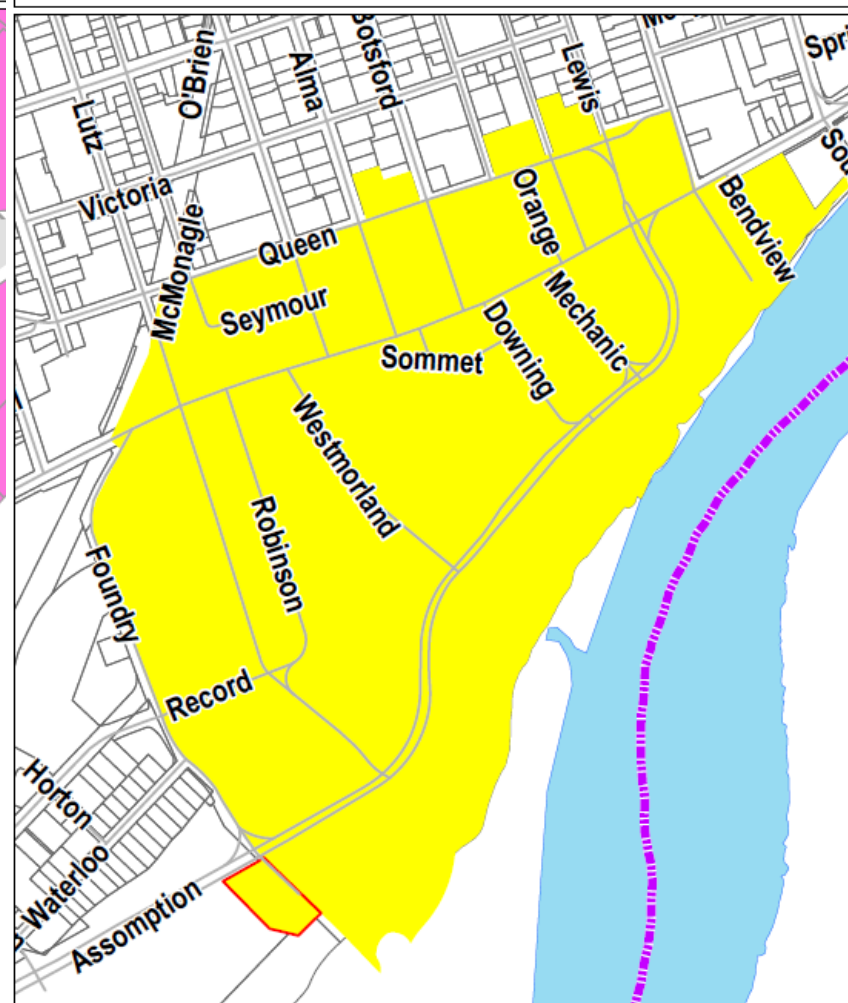 O'Brien
Alma
Botsford
Lewis
Lutz
Victoria
McMonagle
Queen
Orange
Bendview
Seymour
Sommet
Downing
Mechanic
Westmorland
Robinson
Foundry
Record
Horton
Waterloo
Assomption